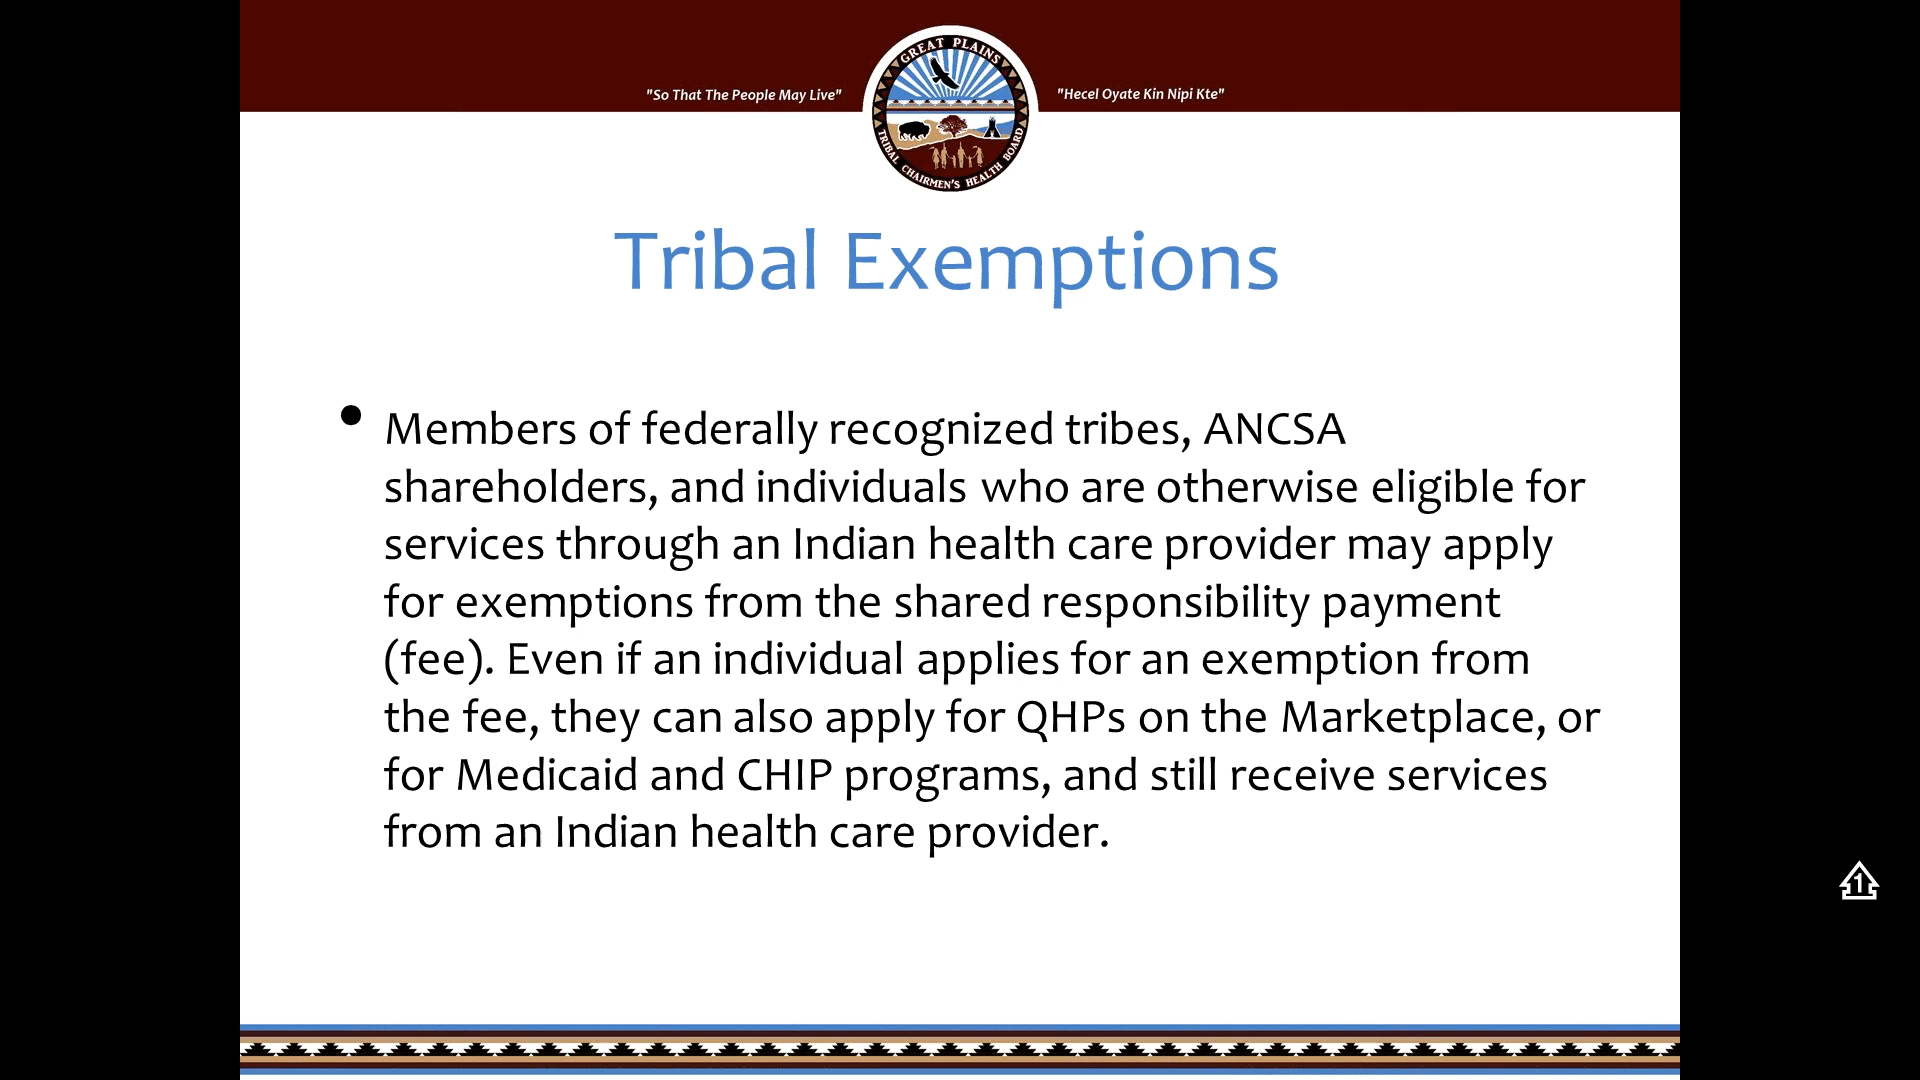 "So That The People May Live"
GREAT PLAINS
TRIBAL CHAIRMEN'S HEALTH BOARD
"Hecel Oyate Kin Nipi Kte"
Tribal Exemptions
• Members of federally recognized tribes, ANCSA
shareholders, and individuals who are otherwise eligible for
services through an Indian health care provider may apply
for exemptions from the shared responsibility payment
(fee). Even if an individual applies for an exemption from
the fee, they can also apply for QHPs on the Marketplace, or
for Medicaid and CHIP programs, and still receive services
from an Indian health care provider.
1